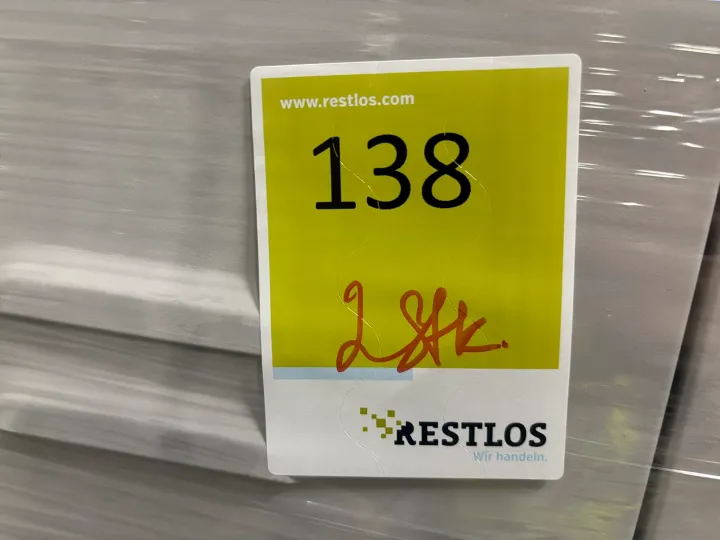 www.restlos.com
138
2 Stk.
RESTLOS
Wir handeln.